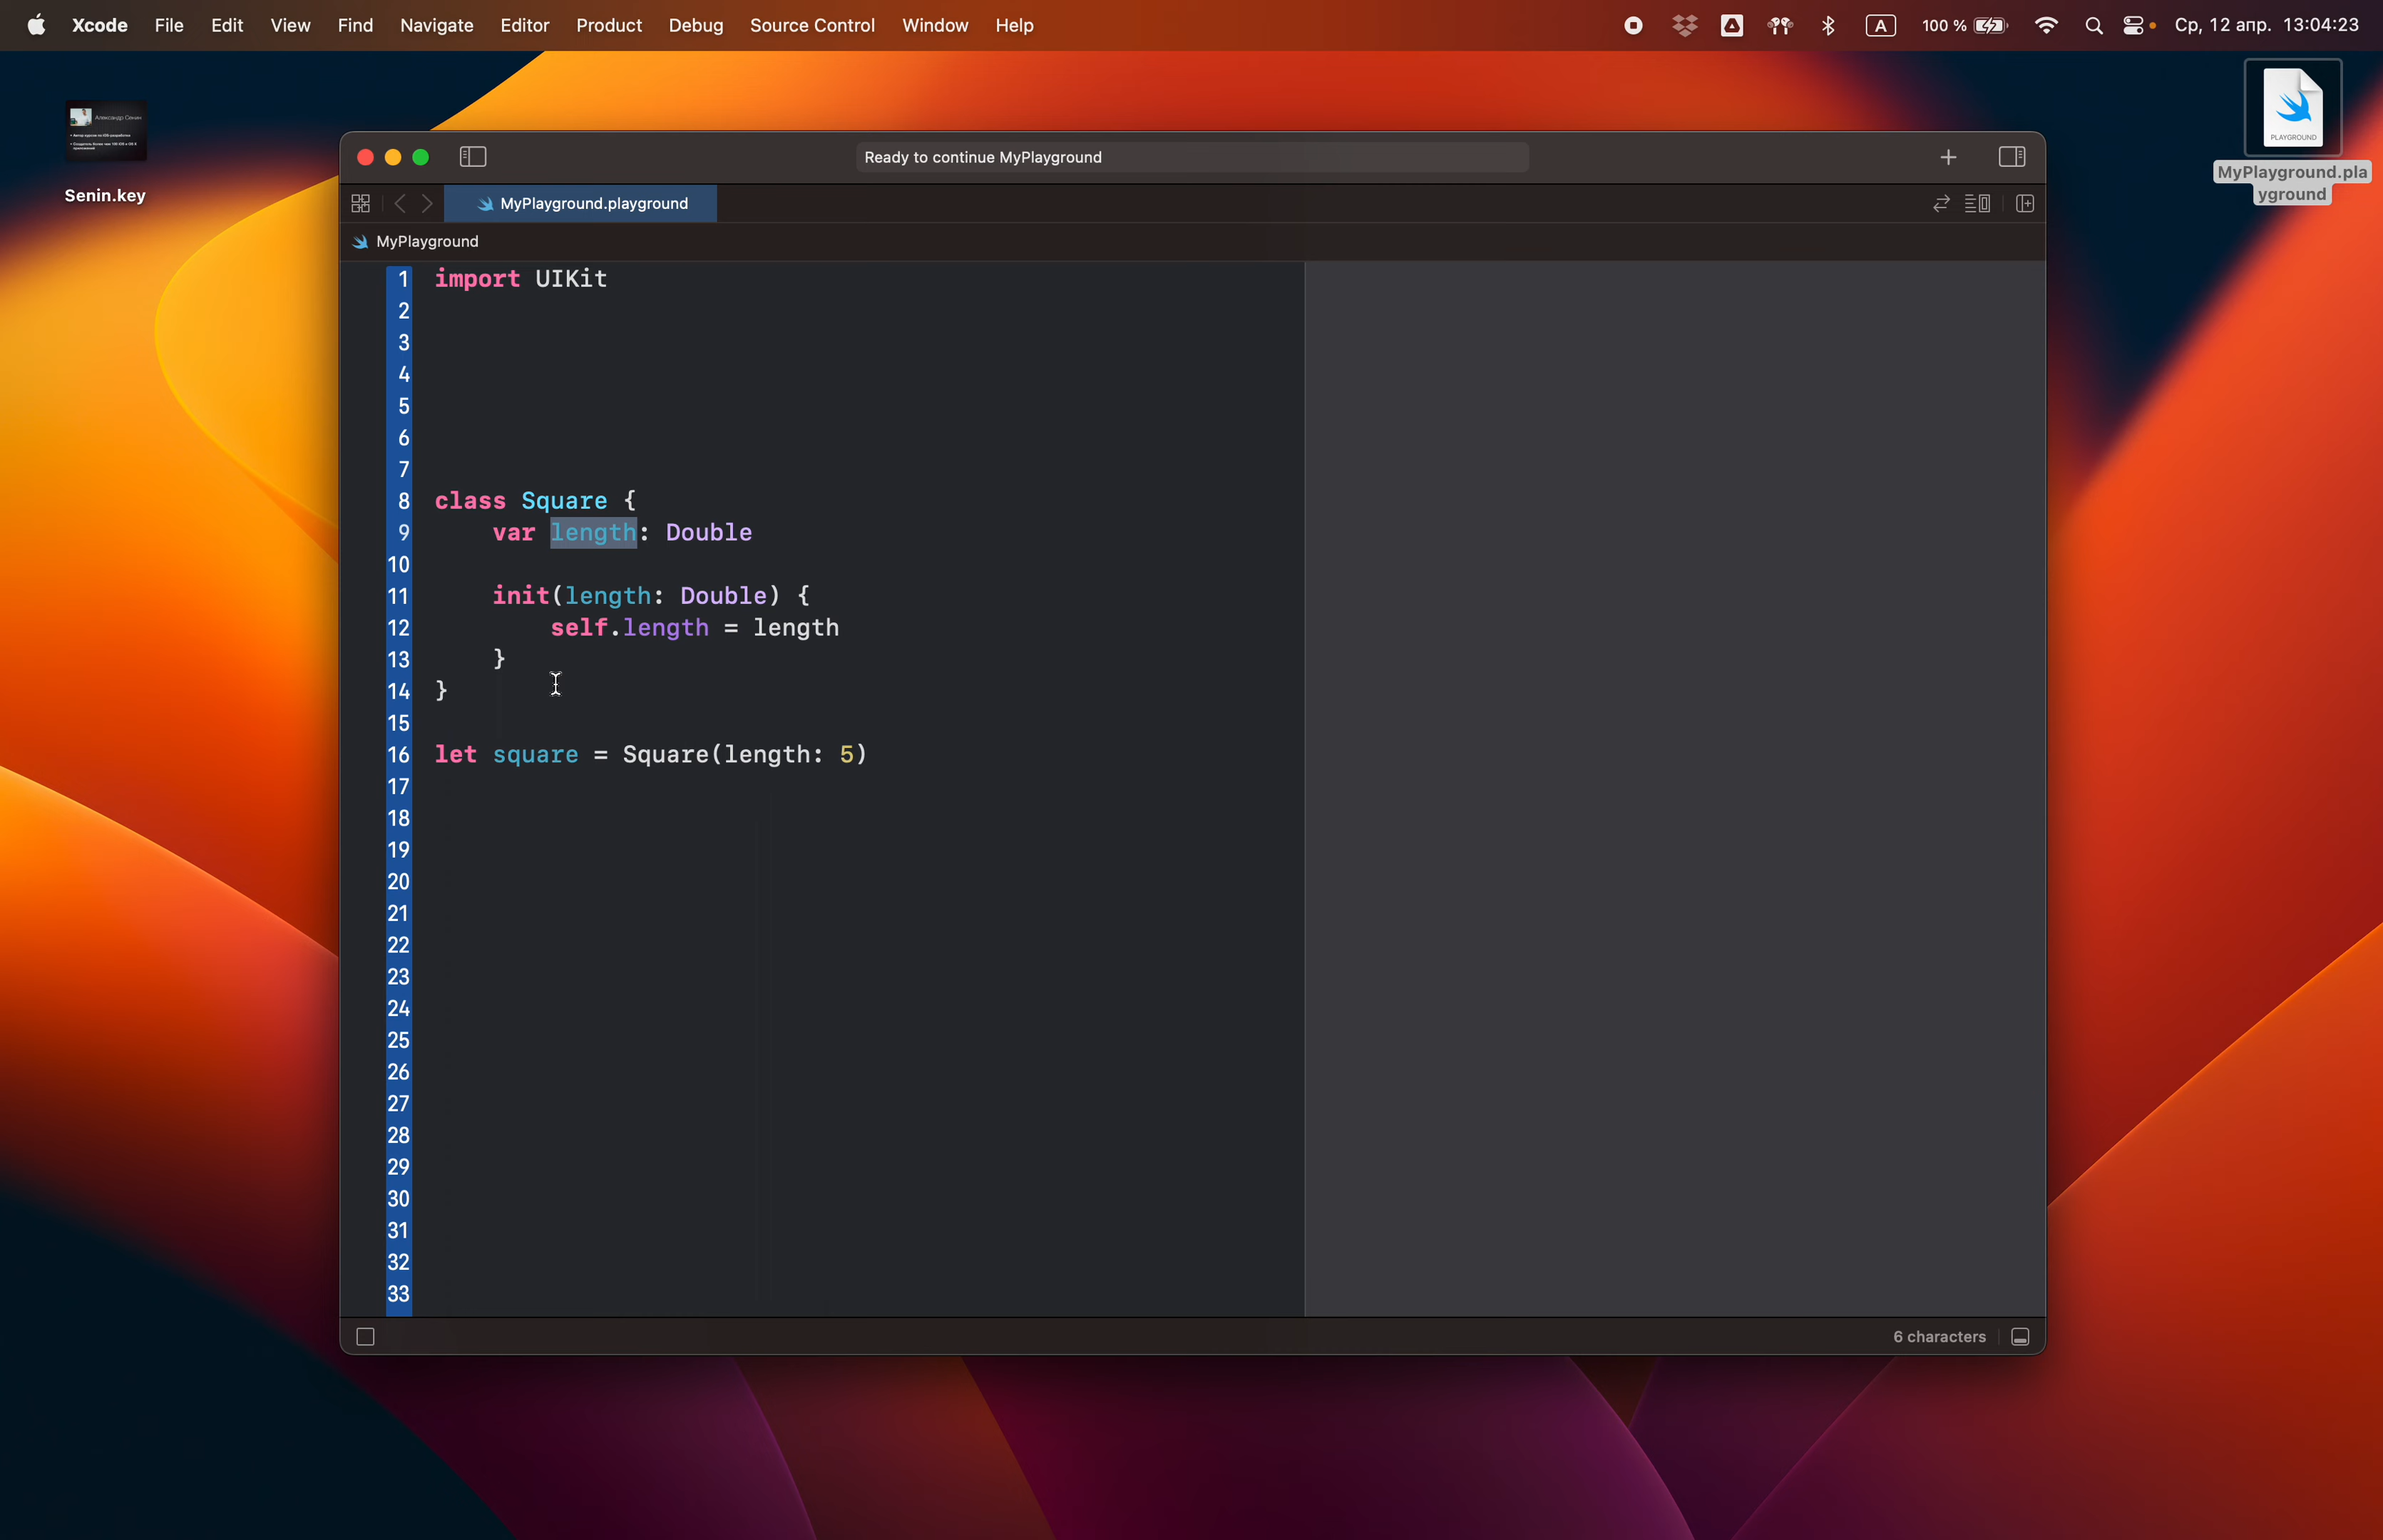 Xcode File Edit View Find Navigate Editor Product Debug Source Control Window Help A 100 % Ср, 12 апр. 13:04:23
Александр Сенин
Senin.key
PLAYGROUND
MyPlayground.pla
yground
Ready to continue MyPlayground
MyPlayground.playground
MyPlayground
1 import UIKit
2
3
4
5
6
7
8 class Square {
9 var length: Double
10
11 init(length: Double) {
12 self.length = length
13 }
14 }
15
16 let square = Square(length: 5)
17
18
19
20
21
22
23
24
25
26
27
28
29
30
31
32
33
6 characters